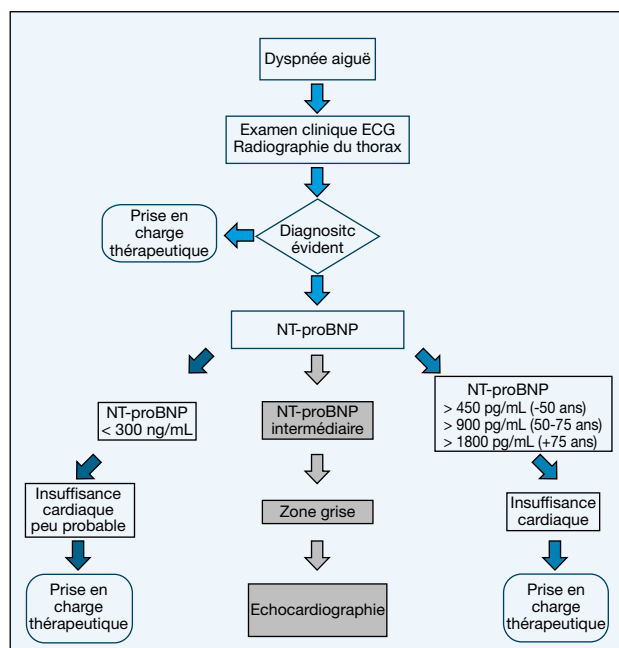 Dyspnée aiguë
Examen clinique ECG
Radiographie du thorax
Prise en
charge
thérapeutique
Diagnositc
évident
NT-proBNP
NT-proBNP
< 300 ng/mL
NT-proBNP
intermédiaire
NT-proBNP
> 450 pg/mL (-50 ans)
> 900 pg/mL (50-75 ans)
> 1800 pg/mL (+75 ans)
Insuffisance
cardiaque
peu probable
Zone grise
Insuffisance
cardiaque
Prise en
charge
thérapeutique
Echocardiographie
Prise en
charge
thérapeutique